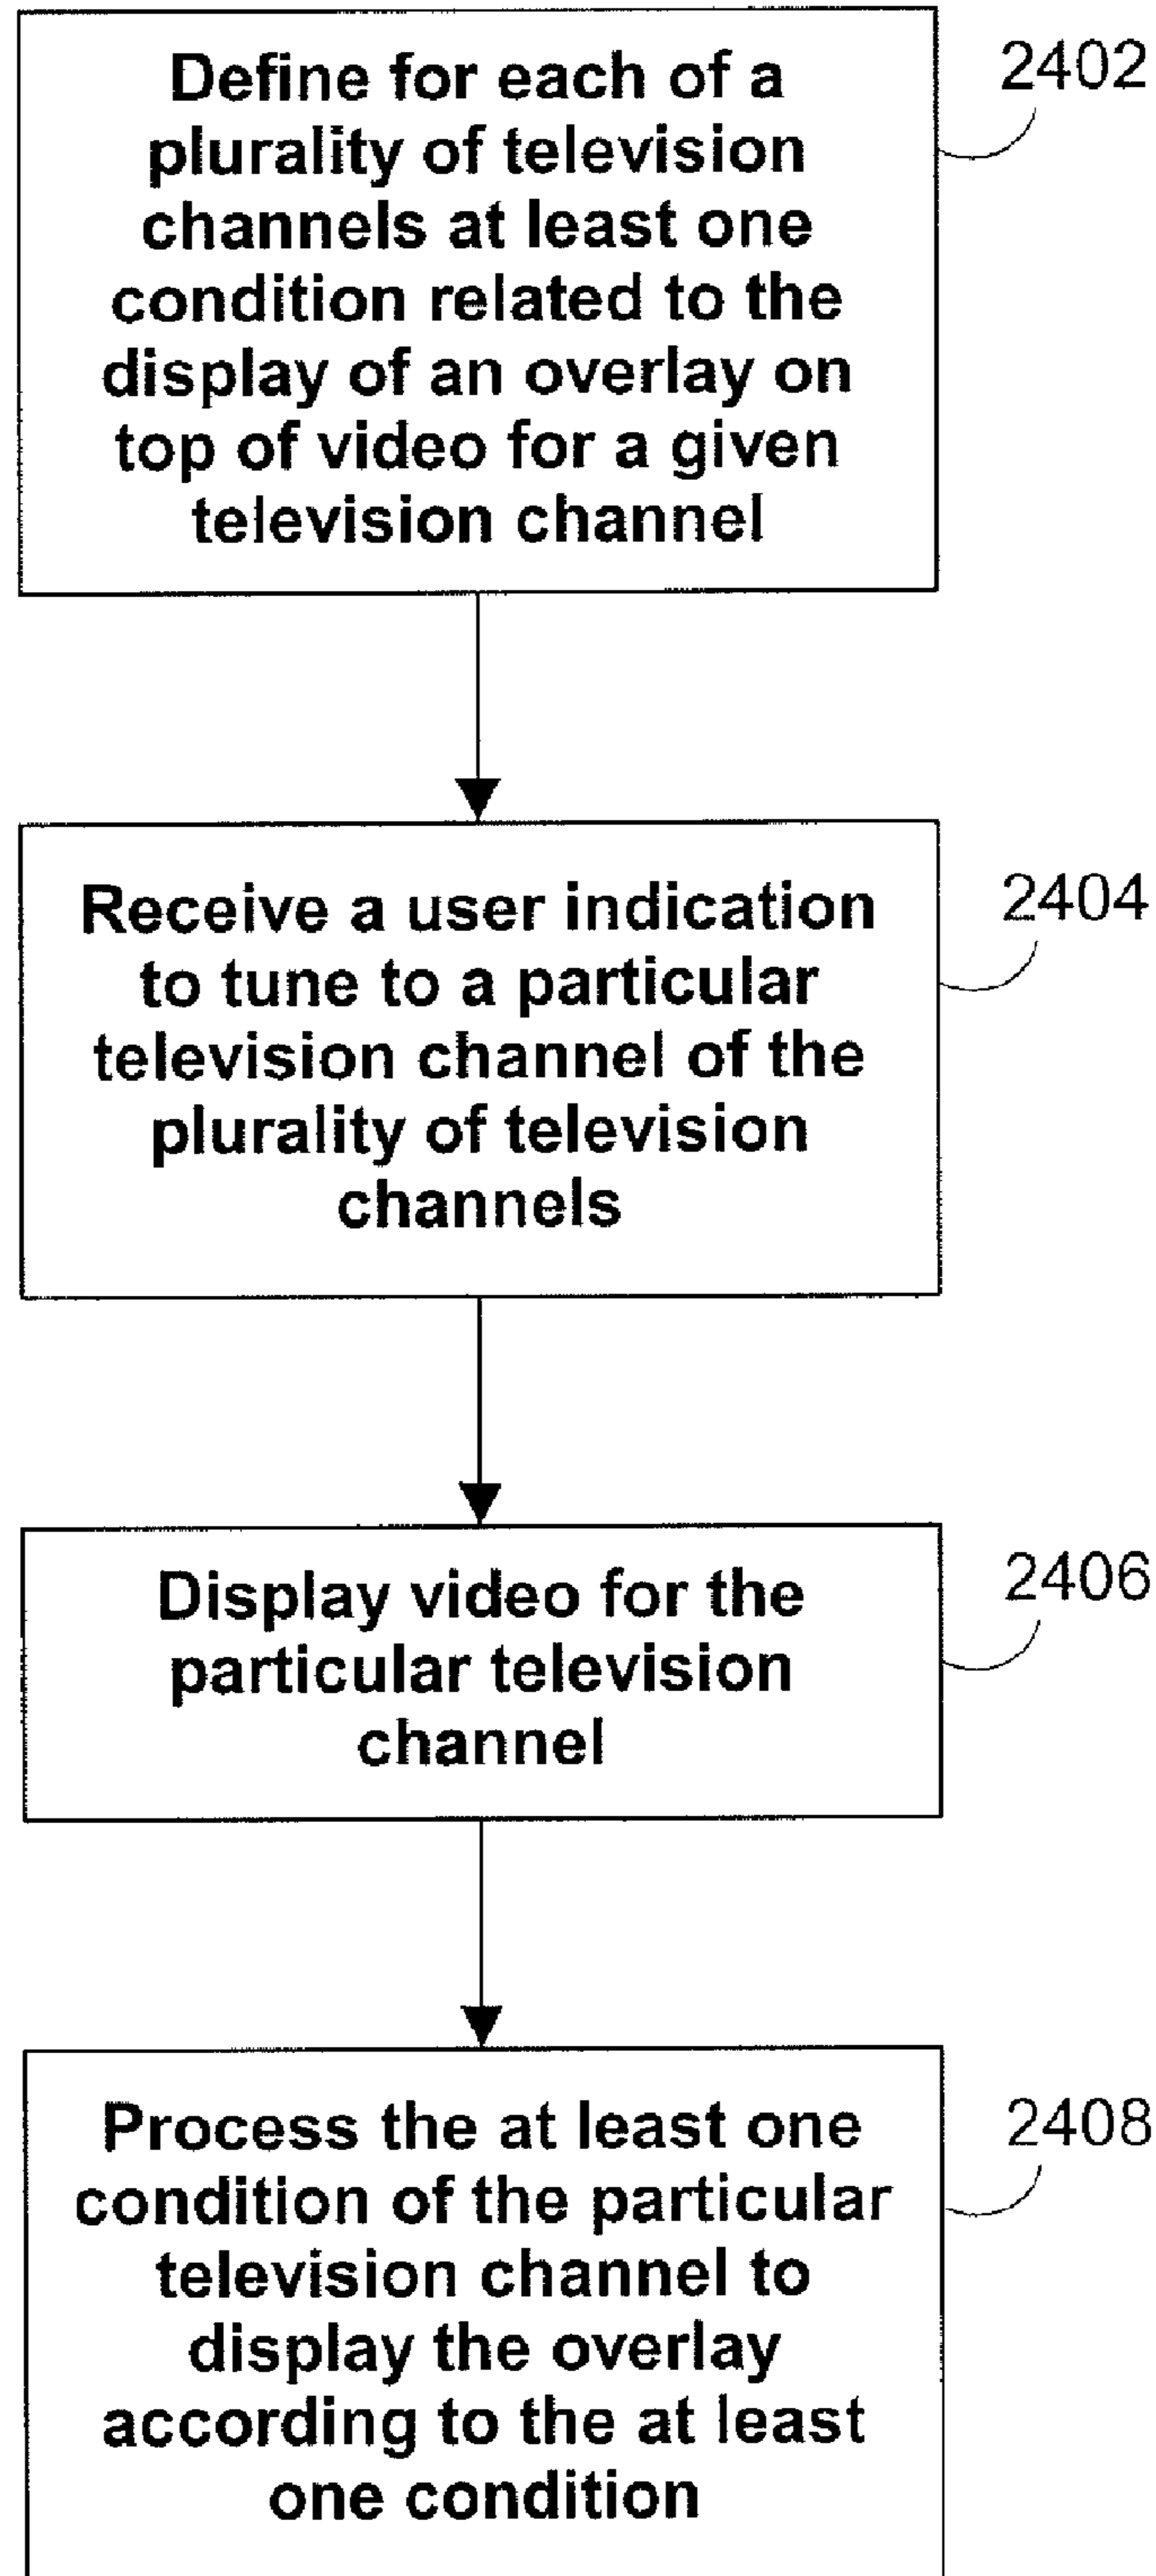 Define for each of a
plurality of television
channels at least one
condition related to the
display of an overlay on
top of video for a given
television channel
2402
Receive a user indication
to tune to a particular
television channel of the
plurality of television
channels
2404
Display video for the
particular television
channel
2406
Process the at least one
condition of the particular
television channel to
display the overlay
according to the at least
one condition
2408